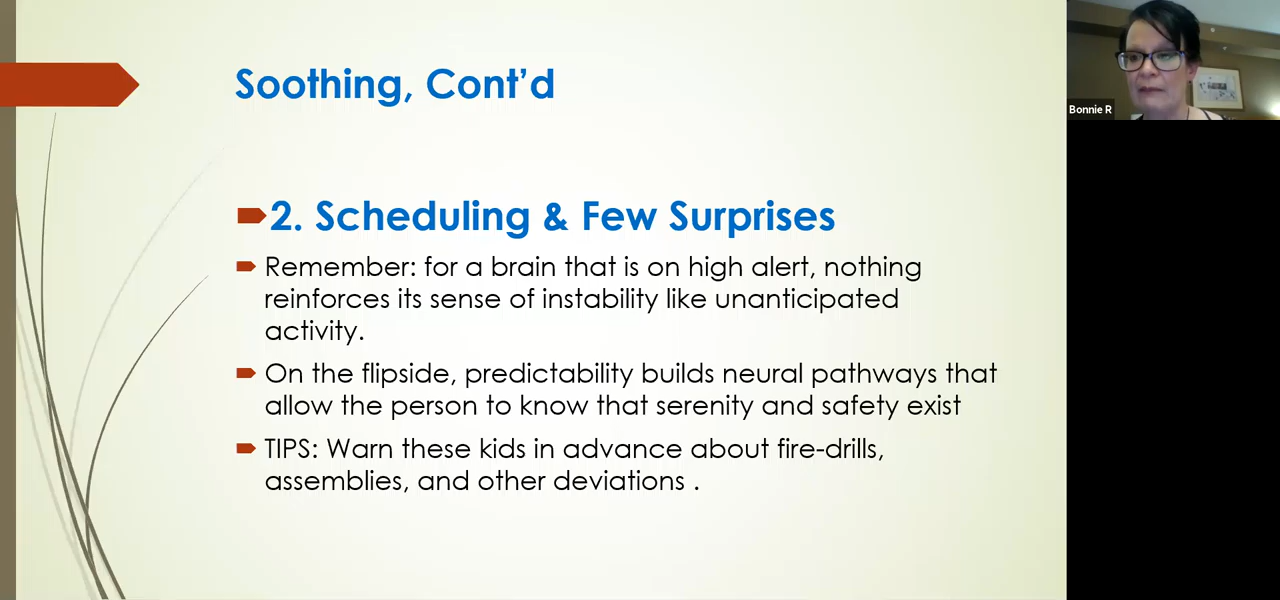 Soothing, Cont’d
2. Scheduling & Few Surprises
Remember: for a brain that is on high alert, nothing
reinforces its sense of instability like unanticipated
activity.
On the flipside, predictability builds neural pathways that
allow the person to know that serenity and safety exist
TIPS: Warn these kids in advance about fire-drills,
assemblies, and other deviations .
Bonnie R